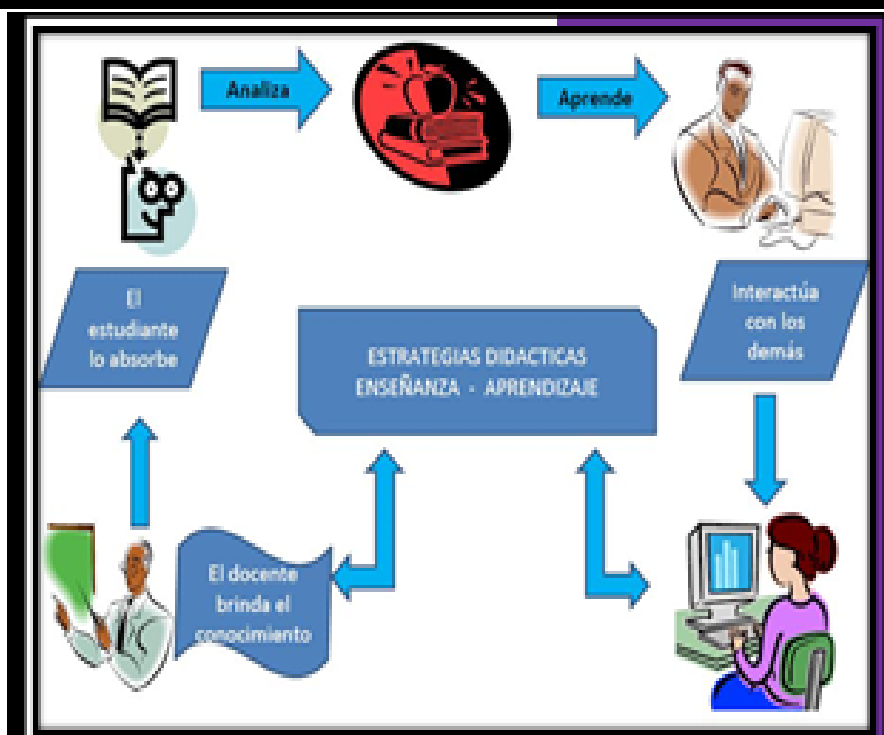 Analiza
Aprende
El
estudiante
lo absorbe
Interactúa
con los
demás
ESTRATEGIAS DIDACTICAS
ENSEÑANZA - APRENDIZAJE
El docente
brinda el
conocimiento